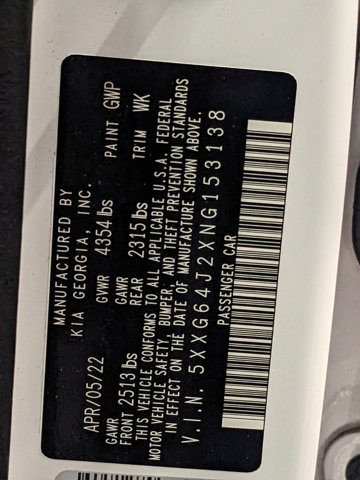 MANUFACTURED BY
KIA GEORGIA, INC.
APR/05/22 GVWR 4354 lbs PAINT GWP
GAWR GAWR
FRONT 2513 lbs REAR 2315 lbs TRIM WK
THIS VEHICLE CONFORMS TO ALL APPLICABLE U.S.A. FEDERAL
MOTOR VEHICLE SAFETY, BUMPER, AND THEFT PREVENTION STANDARDS
IN EFFECT ON THE DATE OF MANUFACTURE SHOWN ABOVE.
V.I.N. 5XXG64J2XNG153138
PASSENGER CAR